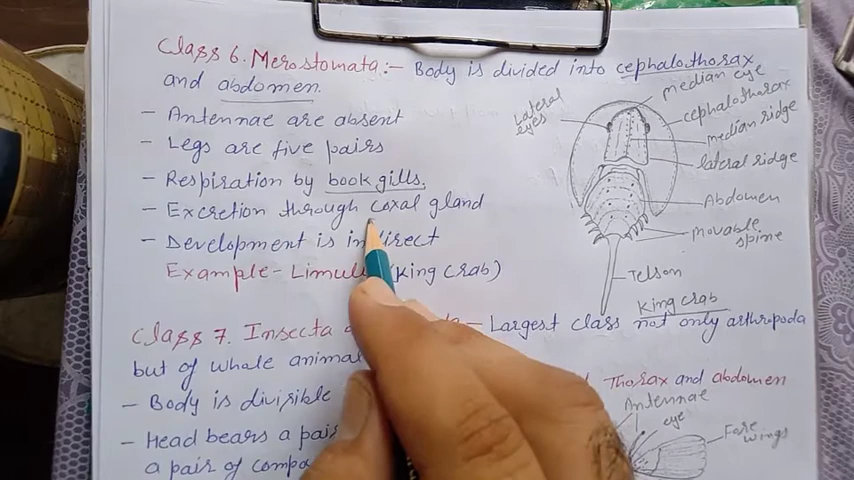 Class 6. Merostomata:- Body is divided into cephalothorax
and abdomen.
- Antennae are absent
- Legs are five pairs
- Respiration by book gills.
- Excretion through coxal gland
- Development is indirect
Example- Limulu (king crab)
median eye
Lateral
eyes
cephalothorax
median ridge
lateral ridge
Abdomen
Movable
spine
Telson
King crab
Class 7. Insecta - Largest class not only arthropoda
but of whole animal
- Body is divisible Thorax and abdomen
- Head bears a pair
a pair of compo
Antennae
eye
Fore
wings